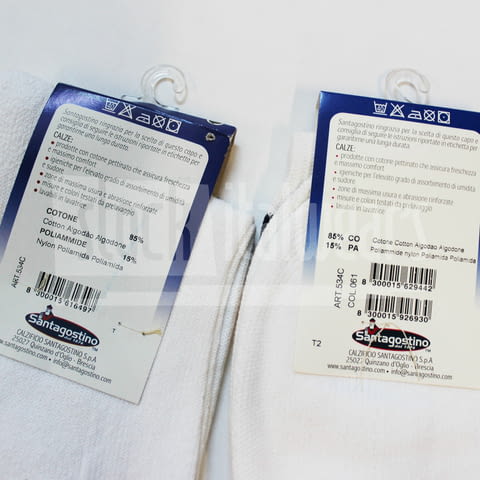 Santagostino ringrazia per la scelta di questo capo e
consiglia di seguire le istruzioni riportate in etichetta per
garantirne una lunga durata
CALZE:
• prodotte con cotone pettinato che assicura freschezza
e massimo comfort
• igieniche per l'elevato grado di assorbimento di umidità
e sudore
• zone di massima usura e abrasione rinforzate
• misure e colori testati da prelavaggio
• lavabili in lavatrice
COTONE 85%
Cotton Algodão Algodone
POLIAMMIDE 15%
Nylon Poliamida Poliamida
ART.534C
8 300015 616497
Santagostino
CALZIFICIO SANTAGOSTINO S.p.A
25027 Quinzano d'Oglio - Brescia
www.santagostino.com • info@santagostino.com
Santagostino ringrazia per la scelta di questo capo e
consiglia di seguire le istruzioni riportate in etichetta per
garantirne una lunga durata
CALZE:
• prodotte con cotone pettinato che assicura freschezza
e massimo comfort
• igieniche per l'elevato grado di assorbimento di umidità
e sudore
• zone di massima usura e abrasione rinforzate
• misure e colori testati da prelavaggio
• lavabili in lavatrice
85% CO Cotone Cotton Algodao Algodone
15% PA Poliammide nylon Poliamida Poliamida
ART.534C
COL.061
8 300015 629442
8 300015 926930
T2
Santagostino
CALZIFICIO SANTAGOSTINO S.p.A
25027 Quinzano d'Oglio - Brescia
www.santagostino.com • info@santagostino.com